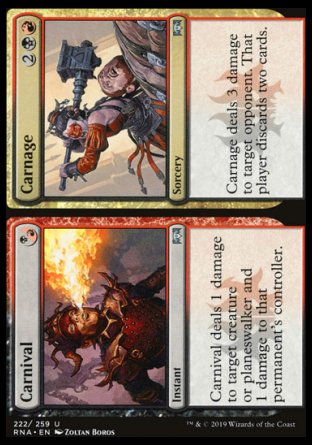 Carnage 2
Sorcery
Carnage deals 3 damage
to target opponent. That
player discards two cards.
Carnival
Instant
Carnival deals 1 damage
to target creature
or planeswalker and
1 damage to that
permanent's controller.
222/ 259 U
RNA • EN Zoltan Boros
™ & © 2019 Wizards of the Coast